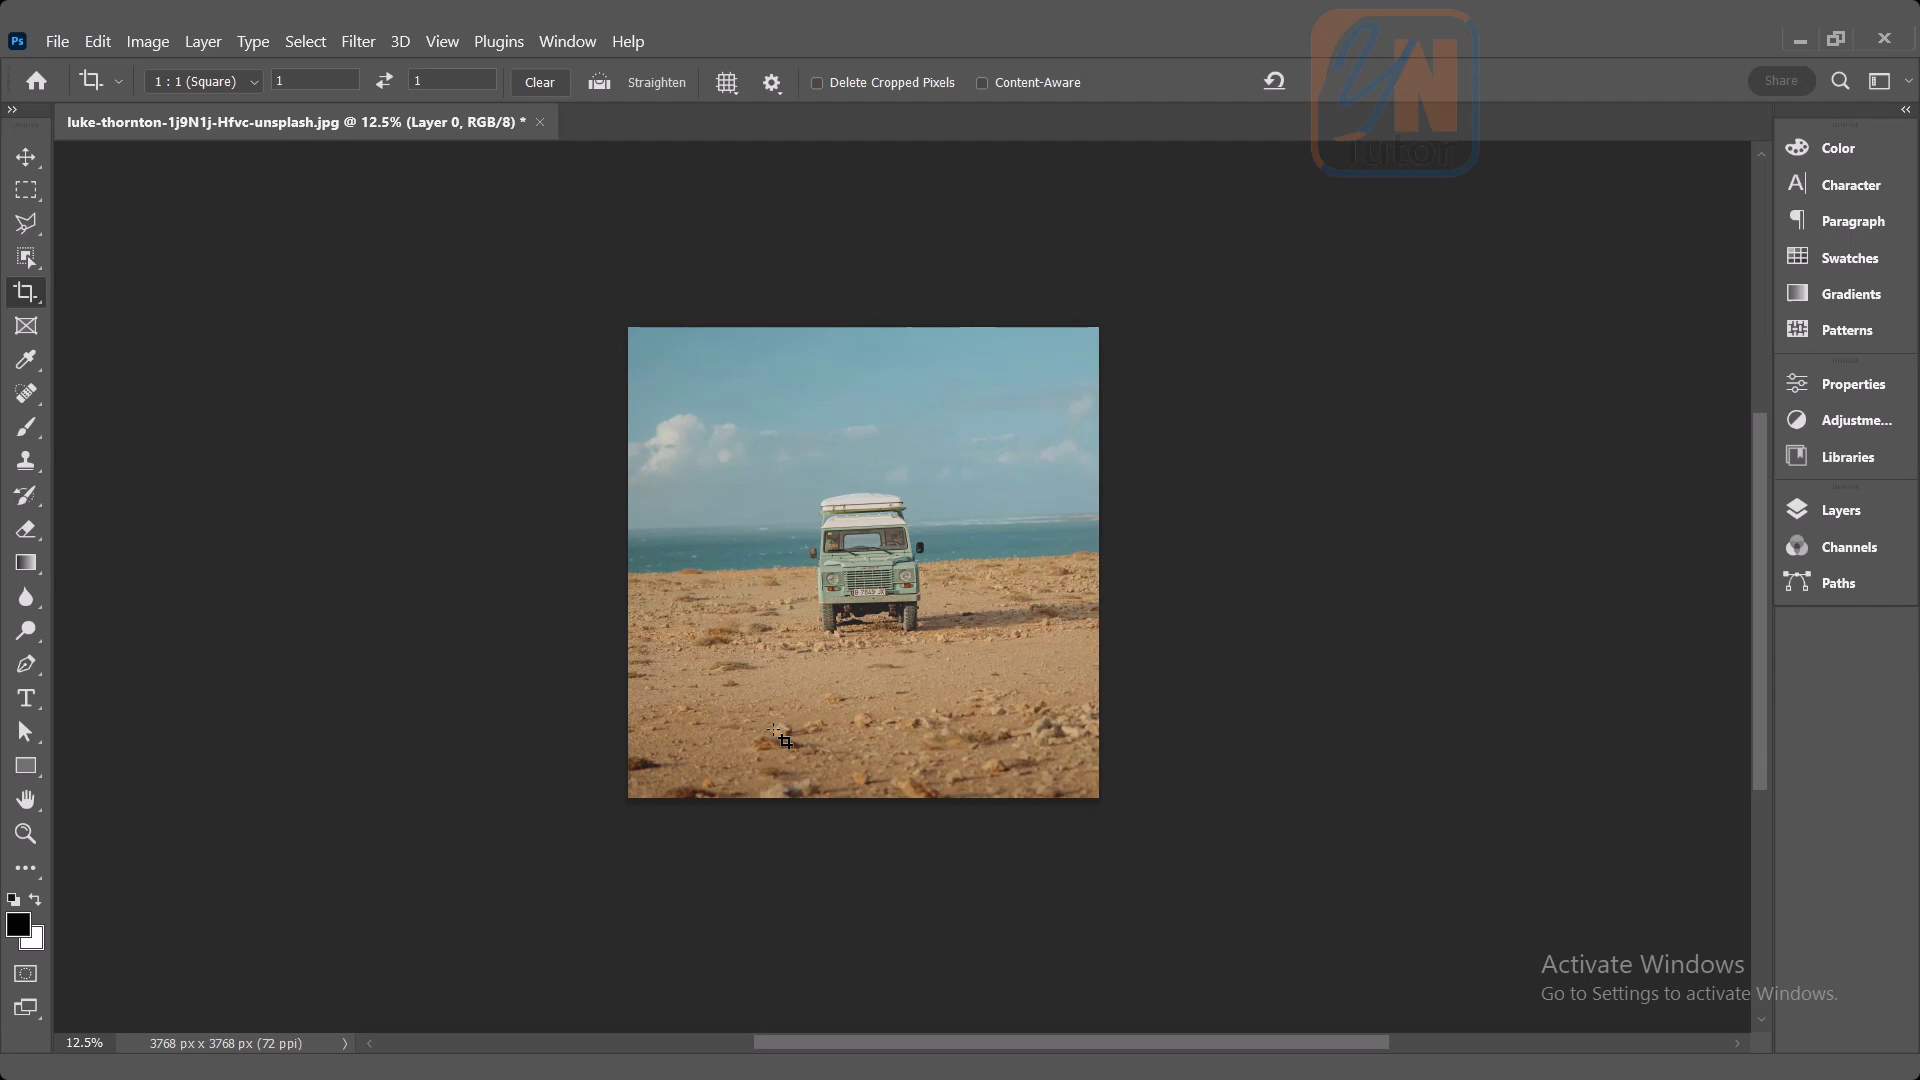 Ps File Edit Image Layer Type Select Filter 3D View Plugins Window Help
1 : 1 (Square) 1 1 Clear Straighten Delete Cropped Pixels Content-Aware Share
luke-thornton-1j9N1j-Hfvc-unsplash.jpg @ 12.5% (Layer 0, RGB/8) *
YN
Tutor
Color
Character
Paragraph
Swatches
Gradients
Patterns
Properties
Adjustme...
Libraries
Layers
Channels
Paths
Activate Windows
Go to Settings to activate Windows.
12.5% 3768 px x 3768 px (72 ppi)